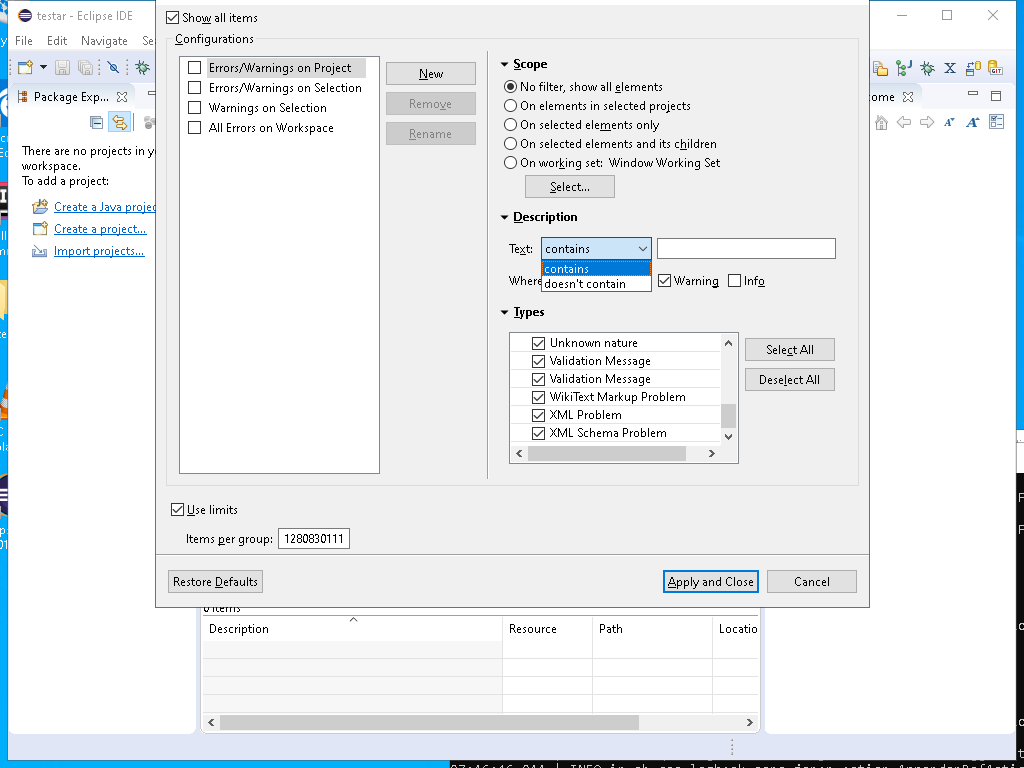 testar - Eclipse IDE
Show all items
File Edit Navigate Se
Configurations
Errors/Warnings on Project
Errors/Warnings on Selection
Warnings on Selection
All Errors on Workspace
New
Remove
Rename
Scope
No filter, show all elements
On elements in selected projects
On selected elements only
On selected elements and its children
On working set: Window Working Set
Select...
Package Exp...
ome
There are no projects in y
workspace.
To add a project:
Create a Java projec
Create a project...
Import projects...
Description
Text: contains
contains
doesn't contain
Where
Warning
Info
Types
Unknown nature
Validation Message
Validation Message
WikiText Markup Problem
XML Problem
XML Schema Problem
Select All
Deselect All
Use limits
Items per group: 1280830111
Restore Defaults
Apply and Close
Cancel
0 items
Description Resource Path Locatio